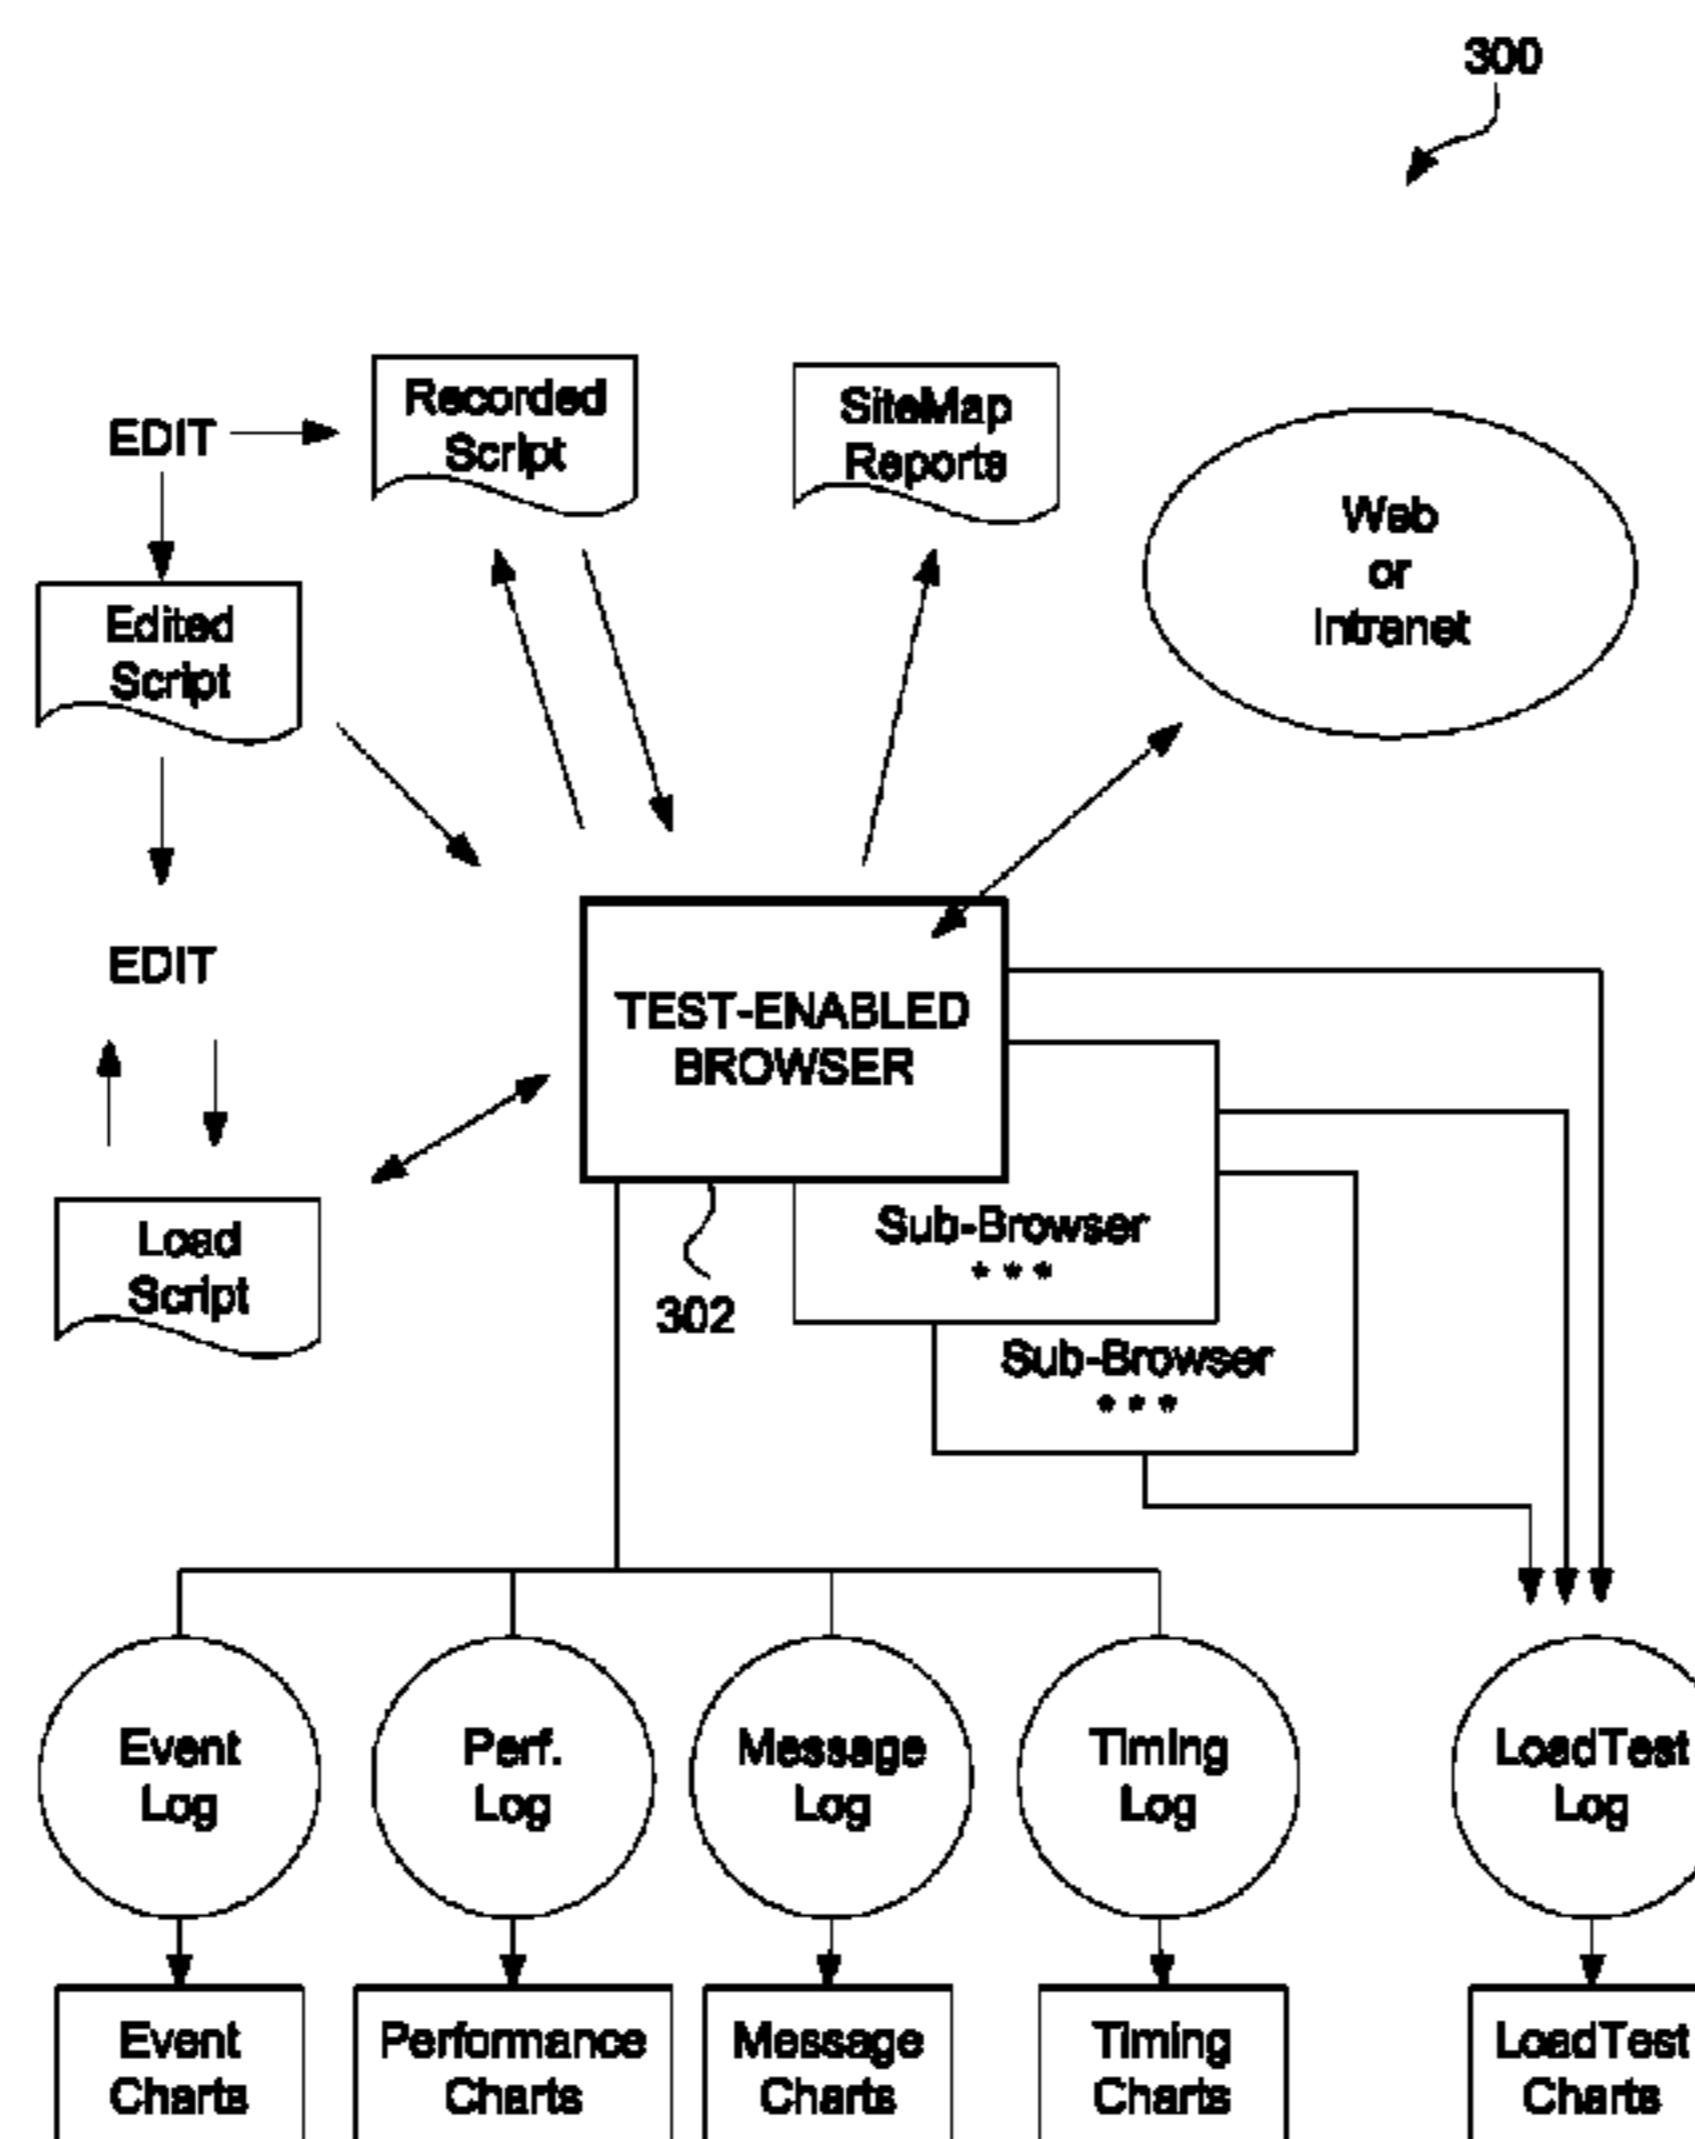 300
Recorded
Script
SiteMap
Reports
EDIT
Web
or
Intranet
Edited
Script
EDIT
TEST-ENABLED
BROWSER
Load
Script
Sub-Browser
• • •
302
Sub-Browser
• • •
Event
Log
Perf.
Log
Message
Log
Timing
Log
LoadTest
Log
Event
Charts
Performance
Charts
Message
Charts
Timing
Charts
LoadTest
Charts